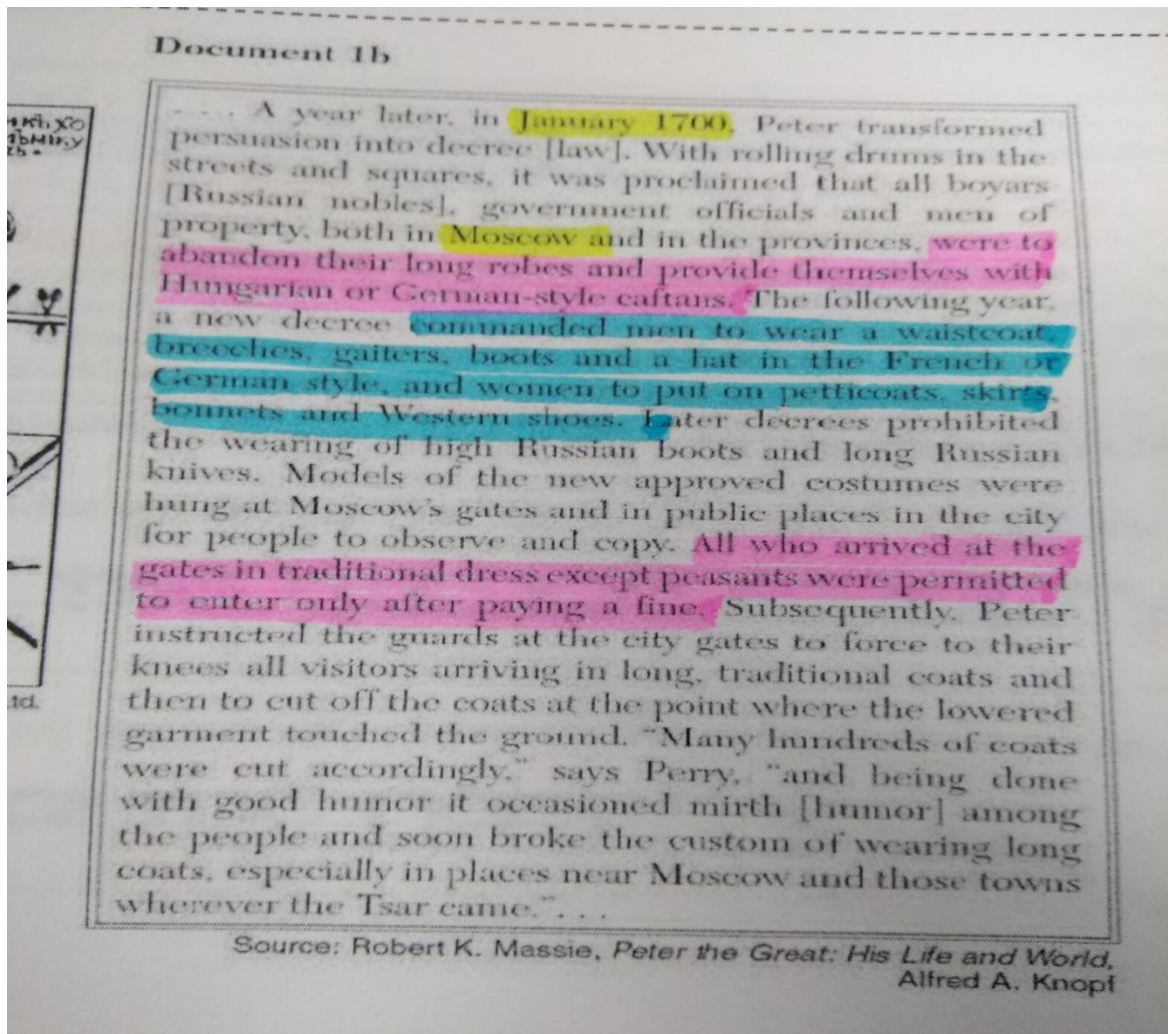 Document 1b
. . . . A year later, in January 1700, Peter transformed
persuasion into decree [law]. With rolling drums in the
streets and squares, it was proclaimed that all boyars
[Russian nobles], government officials and men of
property, both in Moscow and in the provinces, were to
abandon their long robes and provide themselves with
Hungarian or German-style caftans. The following year,
a new decree commanded men to wear a waistcoat,
breeches, gaiters, boots and a hat in the French or
German style, and women to put on petticoats, skirts,
bonnets and Western shoes. Later decrees prohibited
the wearing of high Russian boots and long Russian
knives. Models of the new approved costumes were
hung at Moscow's gates and in public places in the city
for people to observe and copy. All who arrived at the
gates in traditional dress except peasants were permitted
to enter only after paying a fine. Subsequently, Peter
instructed the guards at the city gates to force to their
knees all visitors arriving in long, traditional coats and
then to cut off the coats at the point where the lowered
garment touched the ground. "Many hundreds of coats
were cut accordingly," says Perry, "and being done
with good humor it occasioned mirth [humor] among
the people and soon broke the custom of wearing long
coats, especially in places near Moscow and those towns
wherever the Tsar came.". . .
Source: Robert K. Massie, Peter the Great: His Life and World,
Alfred A. Knopf
td.